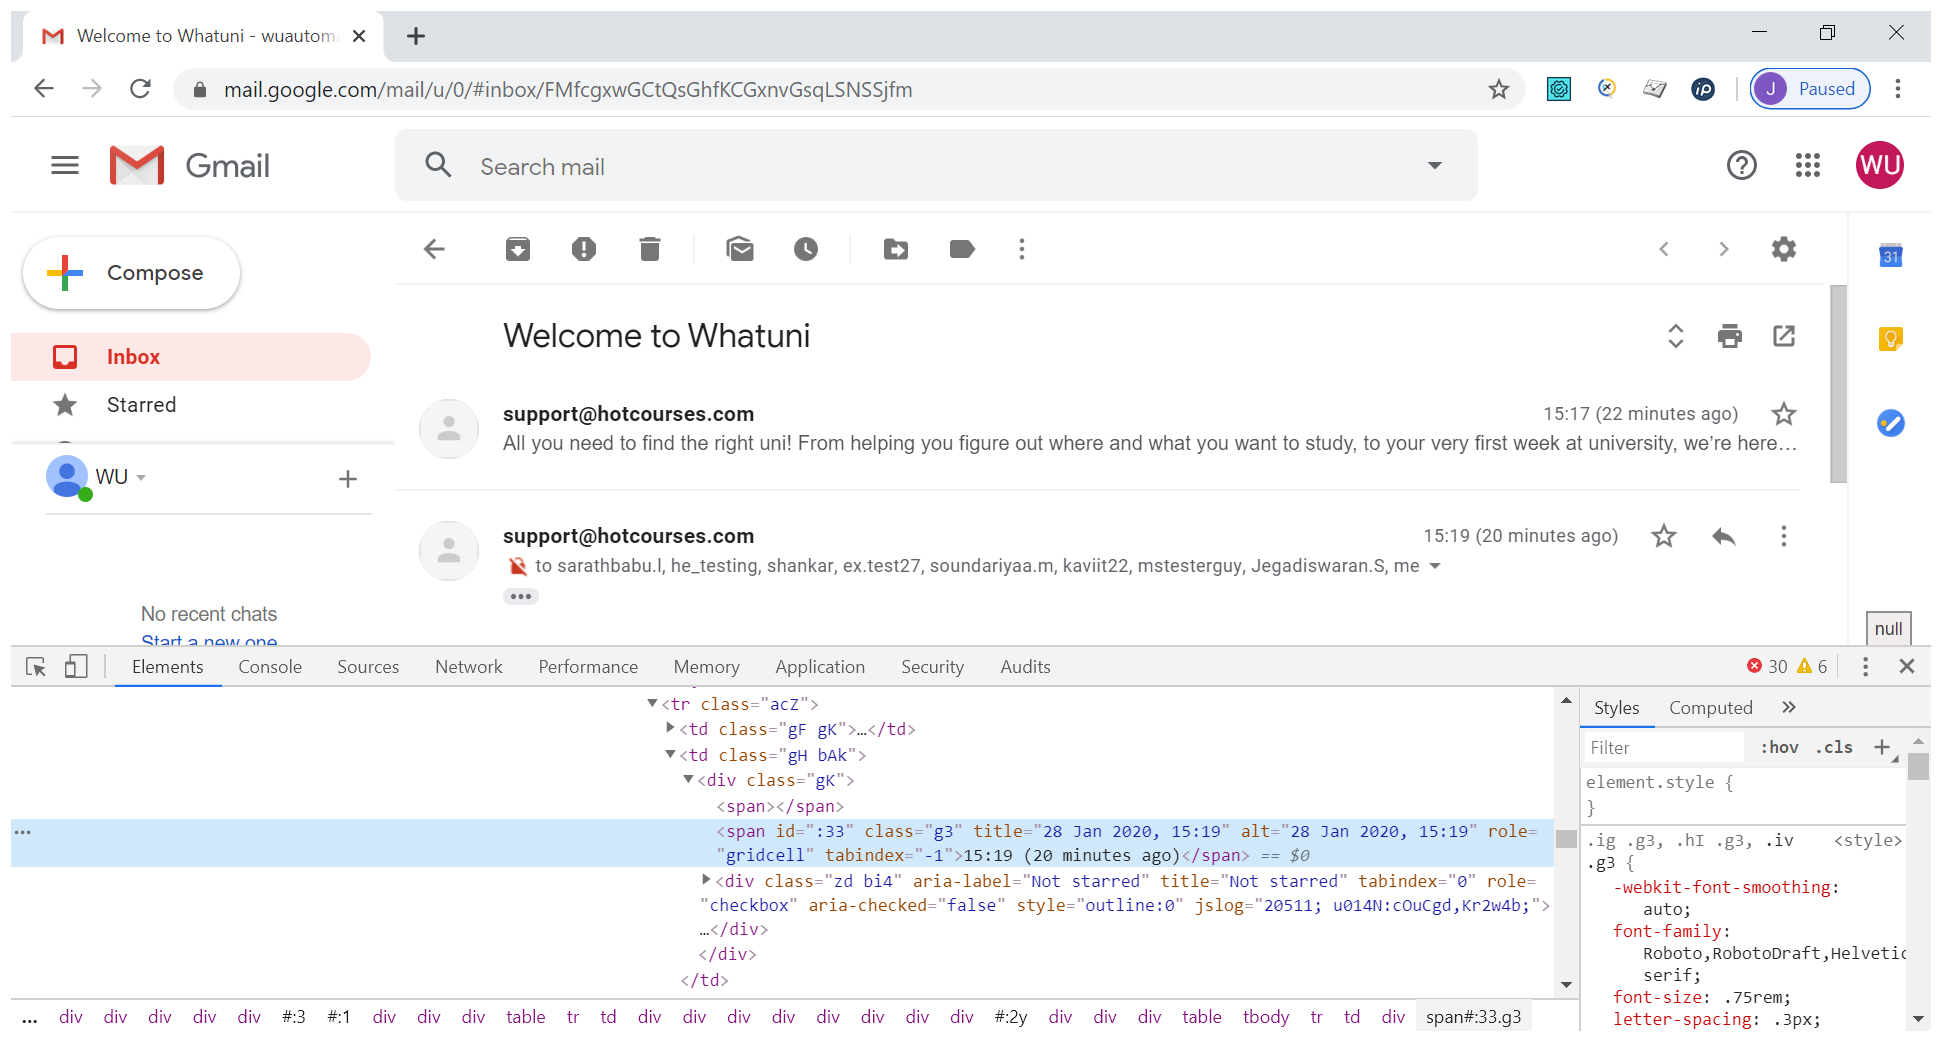 Welcome to Whatuni - wuautom
mail.google.com/mail/u/0/#inbox/FMfcgxwGCtQsGhfKCGxnvGsqLSNSSjfm
iP
J Paused
Gmail
Search mail
WU
Compose
31
Welcome to Whatuni
Inbox
Starred
support@hotcourses.com 15:17 (22 minutes ago)
All you need to find the right uni! From helping you figure out where and what you want to study, to your very first week at university, we're here…
WU
support@hotcourses.com 15:19 (20 minutes ago)
to sarathbabu.l, he_testing, shankar, ex.test27, soundariyaa.m, kaviit22, mstesterguy, Jegadiswaran.S, me
No recent chats
Start a new one
null
Elements Console Sources Network Performance Memory Application Security Audits 30 6
<tr class="acZ">
<td class="gF gK">…</td>
<td class="gH bAk">
<div class="gK">
<span></span>
<span id=":33" class="g3" title="28 Jan 2020, 15:19" alt="28 Jan 2020, 15:19" role=
"gridcell" tabindex="-1">15:19 (20 minutes ago)</span> == $0
<div class="zd bi4" aria-label="Not starred" title="Not starred" tabindex="0" role=
"checkbox" aria-checked="false" style="outline:0" jslog="20511; u014N:cOuCgd,Kr2w4b;">
…</div>
</div>
</td>
Styles Computed »
Filter :hov .cls +
element.style {
}
.ig .g3, .hI .g3, .iv <style>
.g3 {
-webkit-font-smoothing:
auto;
font-family:
Roboto,RobotoDraft,Helvetic
serif;
font-size: .75rem;
letter-spacing: .3px;
… div div div div div #:3 #:1 div div div table tr td div div div div div div div div #:2y div div div table tbody tr td div span#:33.g3